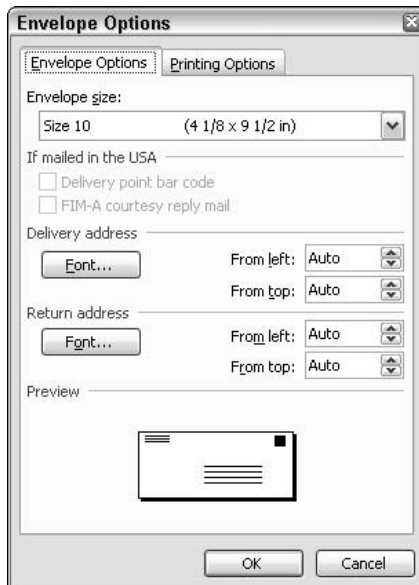 Envelope Options
Envelope Options Printing Options
Envelope size:
Size 10 (4 1/8 x 9 1/2 in)
If mailed in the USA
Delivery point bar code
FIM-A courtesy reply mail
Delivery address
Font... From left: Auto
From top: Auto
Return address
Font... From left: Auto
From top: Auto
Preview
OK Cancel